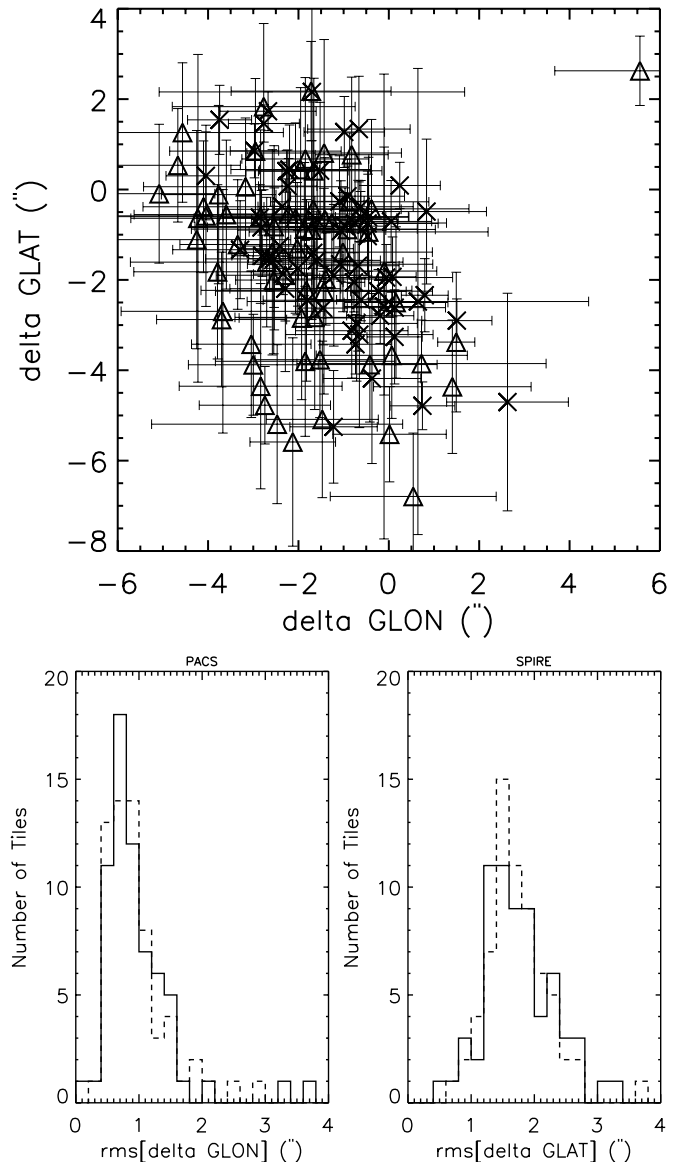 4
2
0
−2
−4
−6
−8
delta GLAT (")
−6 −4 −2 0 2 4 6
delta GLON (")
PACS
20
15
10
5
0
Number of Tiles
0 1 2 3 4
rms[delta GLON] (")
SPIRE
20
15
10
5
0
Number of Tiles
0 1 2 3 4
rms[delta GLAT] (")